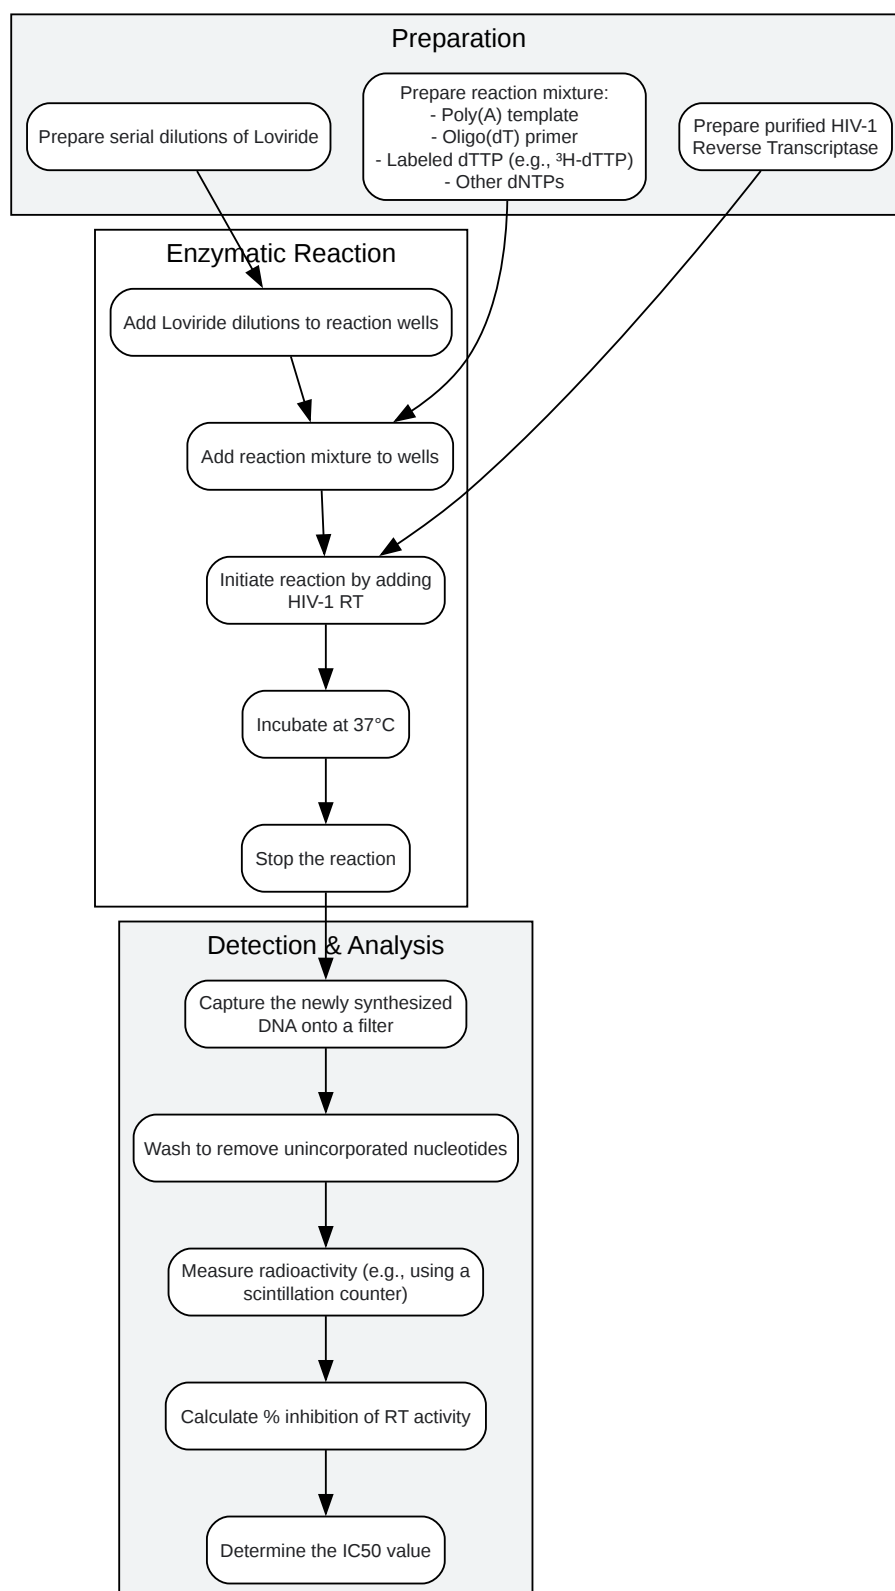 Preparation
Prepare serial dilutions of Loviride
Prepare reaction mixture:
- Poly(A) template
- Oligo(dT) primer
- Labeled dTTP (e.g., ³H-dTTP)
- Other dNTPs
Prepare purified HIV-1
Reverse Transcriptase
Enzymatic Reaction
Add Loviride dilutions to reaction wells
Add reaction mixture to wells
Initiate reaction by adding
HIV-1 RT
Incubate at 37°C
Stop the reaction
Detection & Analysis
Capture the newly synthesized
DNA onto a filter
Wash to remove unincorporated nucleotides
Measure radioactivity (e.g., using a
scintillation counter)
Calculate % inhibition of RT activity
Determine the IC50 value